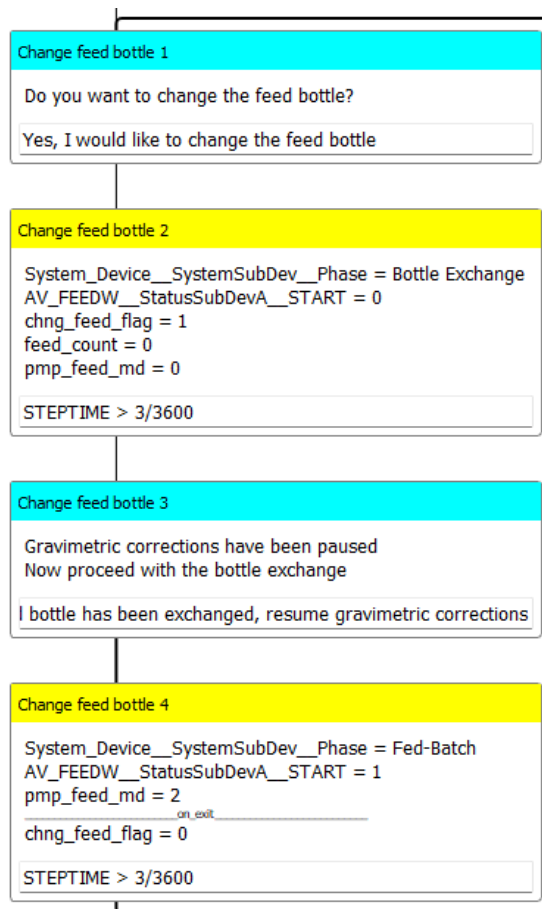 Change feed bottle 1
Do you want to change the feed bottle?
Yes, I would like to change the feed bottle
Change feed bottle 2
System_Device__SystemSubDev__Phase = Bottle Exchange
AV_FEEDW__StatusSubDevA__START = 0
chng_feed_flag = 1
feed_count = 0
pmp_feed_md = 0
STEPTIME > 3/3600
Change feed bottle 3
Gravimetric corrections have been paused
Now proceed with the bottle exchange
bottle has been exchanged, resume gravimetric corrections
Change feed bottle 4
System_Device__SystemSubDev__Phase = Fed-Batch
AV_FEEDW__StatusSubDevA__START = 1
pmp_feed_md = 2
on_exit
chng_feed_flag = 0
STEPTIME > 3/3600